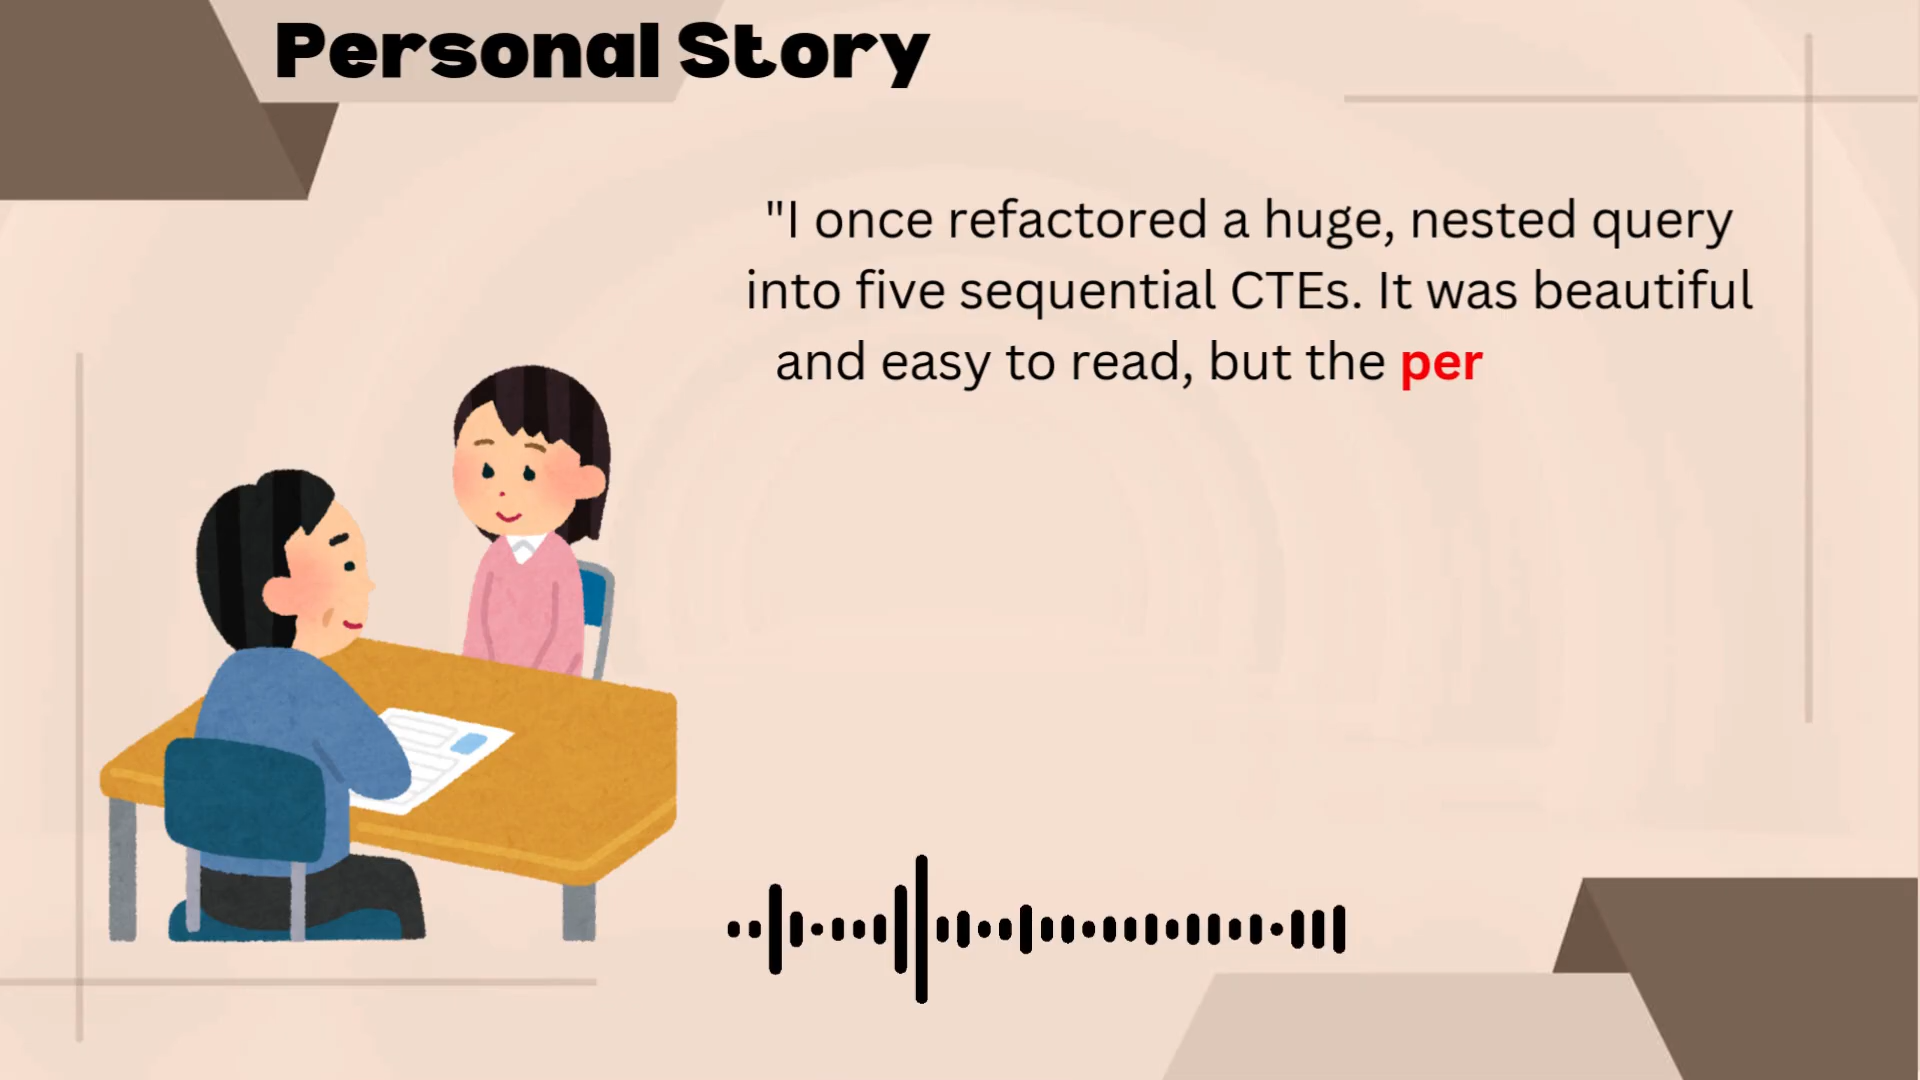 Personal Story
"I once refactored a huge, nested query
into five sequential CTEs. It was beautiful
and easy to read, but the per